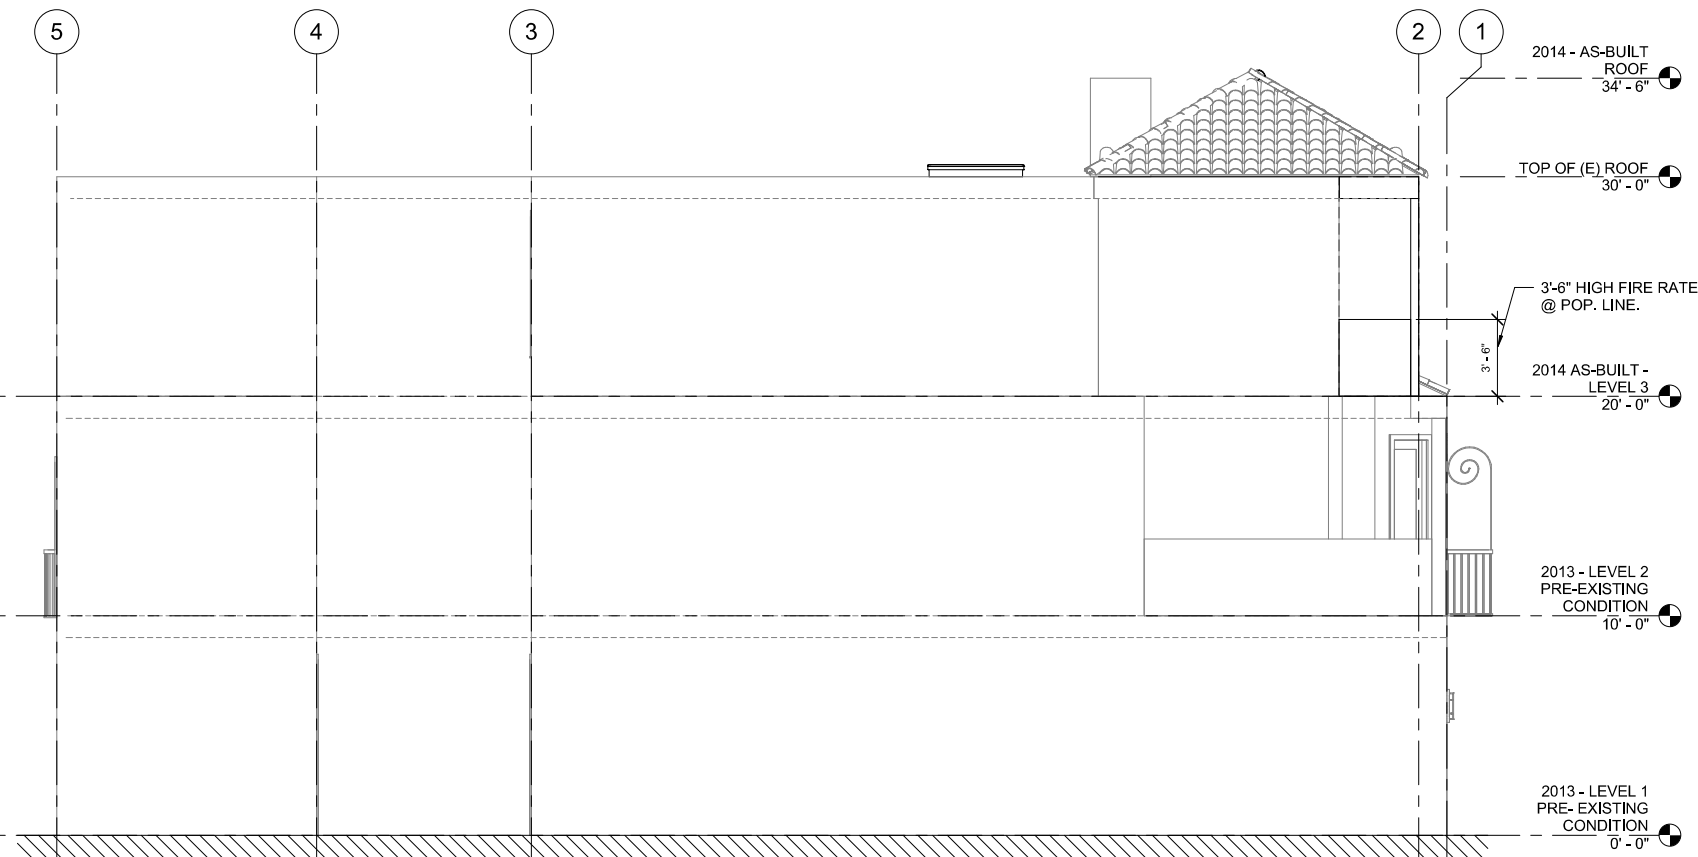 5
4
3
2
1
2014 - AS-BUILT
ROOF
34' - 6"
TOP OF (E) ROOF
30' - 0"
3'-6" HIGH FIRE RATE
@ POP. LINE.
3' - 6"
2014 AS-BUILT -
LEVEL 3
20' - 0"
2013 - LEVEL 2
PRE-EXISTING
CONDITION
10' - 0"
2013 - LEVEL 1
PRE- EXISTING
CONDITION
0' - 0"